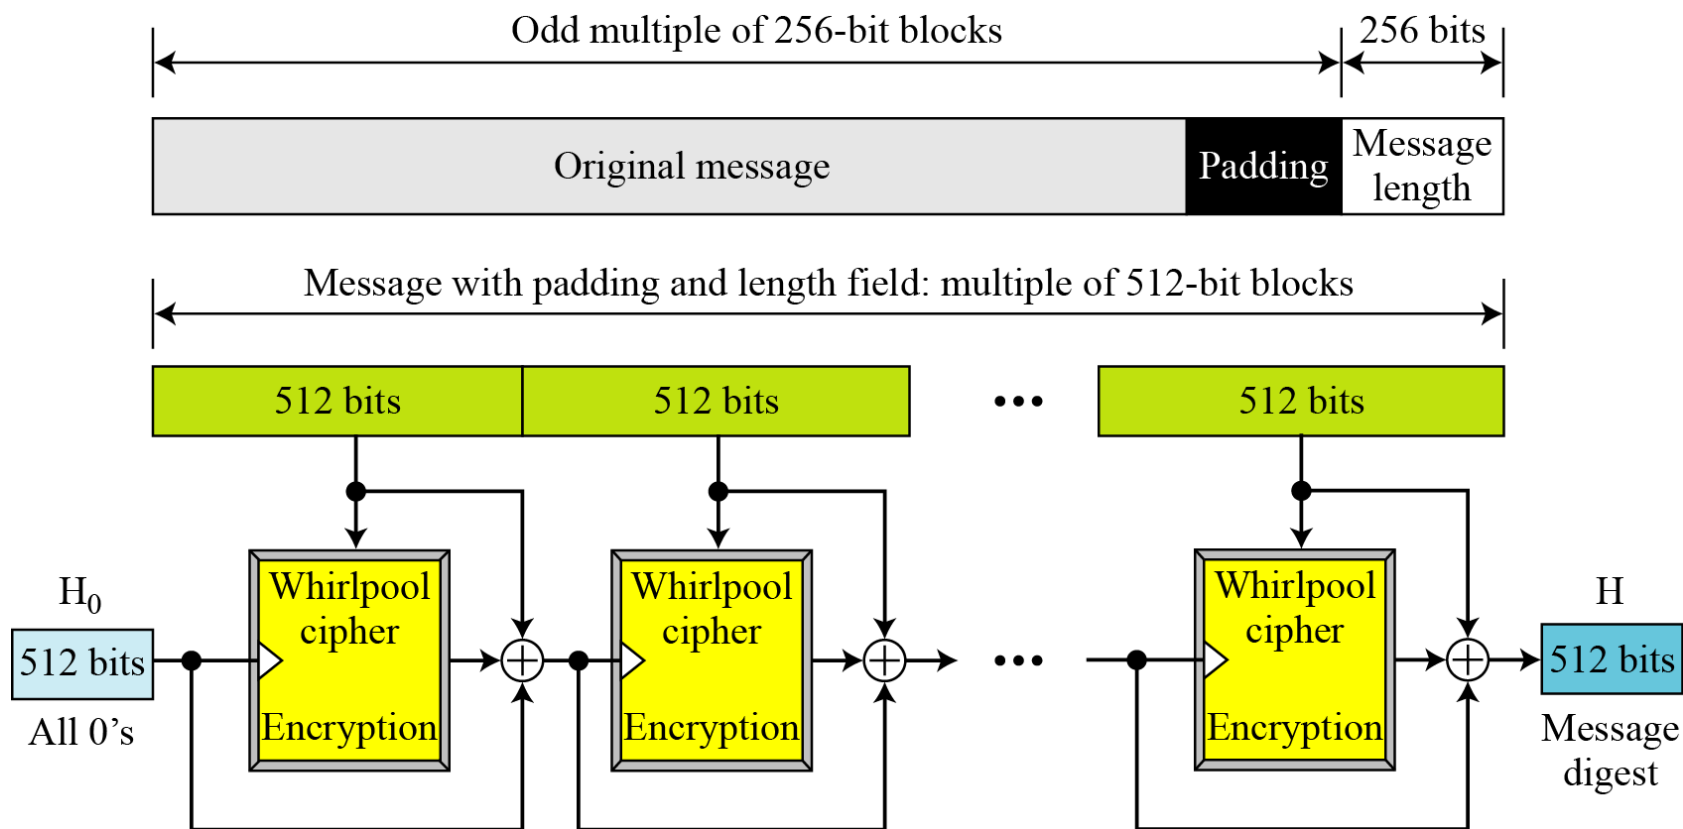 Odd multiple of 256-bit blocks
256 bits
Original message
Padding
Message
length
Message with padding and length field: multiple of 512-bit blocks
512 bits
512 bits
•••
512 bits
H0
512 bits
All 0’s
Whirlpool
cipher
Encryption
Whirlpool
cipher
Encryption
•••
Whirlpool
cipher
Encryption
H
512 bits
Message
digest